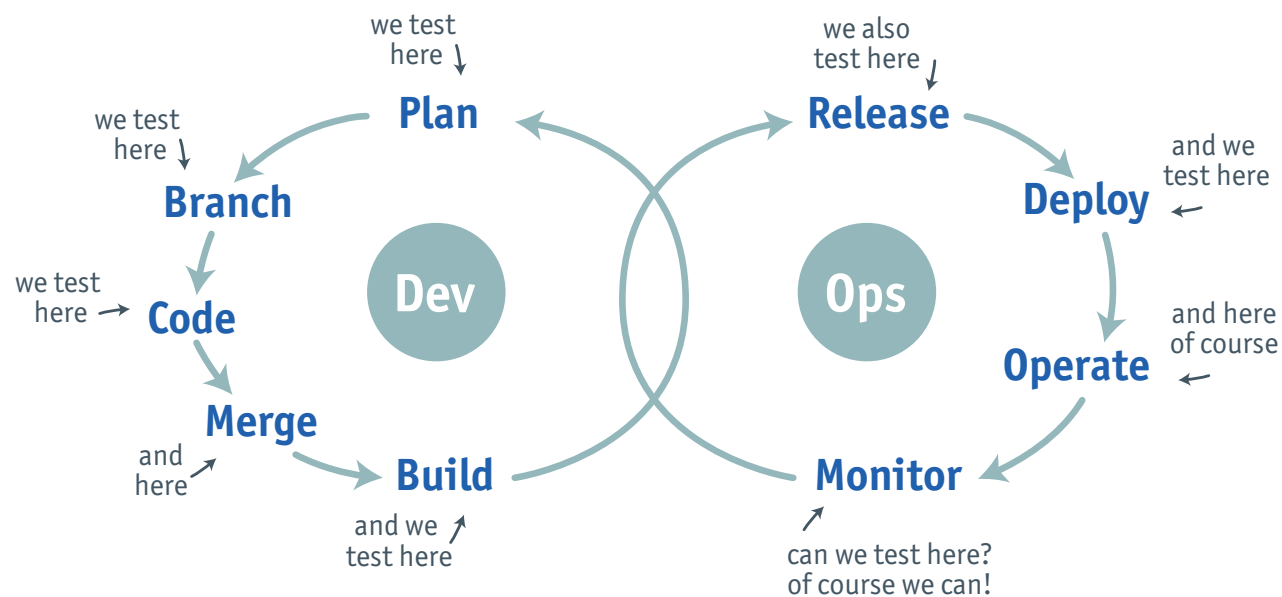 we test
here
Plan
we test
here
Branch
we test
here
Code
and
here
Merge
and we
test here
Build
Dev
we also
test here
Release
and we
test here
Deploy
and here
of course
Operate
Monitor
can we test here?
of course we can!
Ops